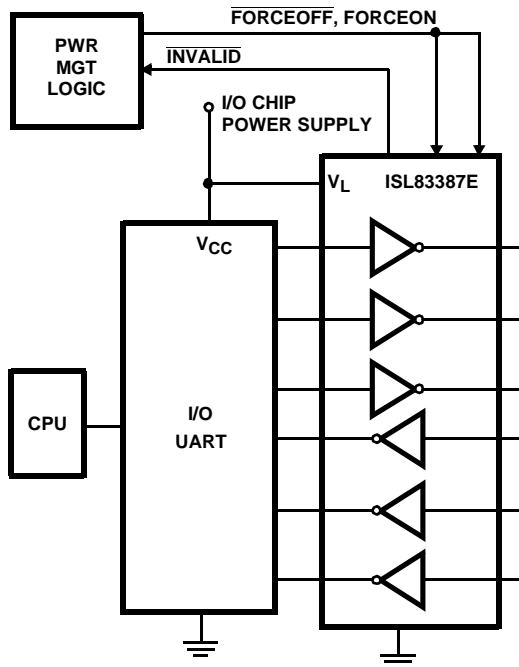 FORCEOFF, FORCEON
PWR
MGT
LOGIC
INVALID
I/O CHIP
POWER SUPPLY
VL
ISL83387E
VCC
CPU
I/O
UART